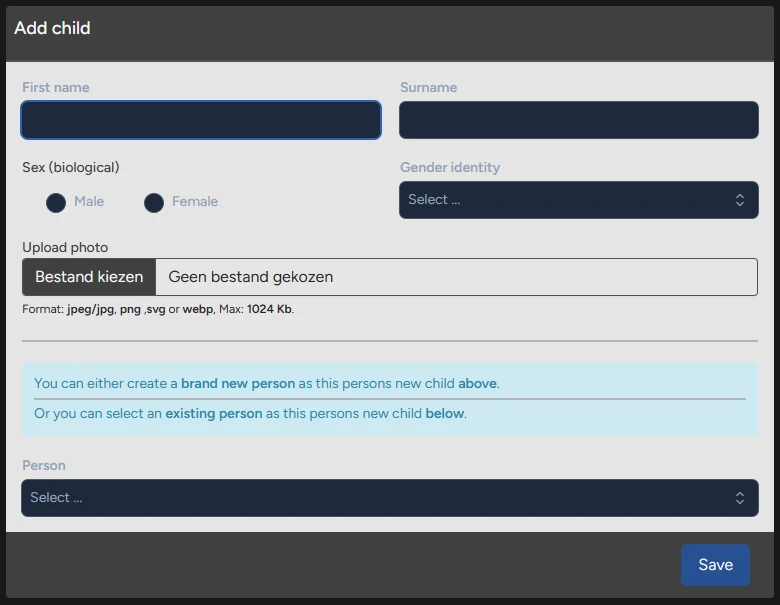 Add child
First name
Surname
Sex (biological)
Gender identity
Male
Female
Select ...
Upload photo
Bestand kiezen
Geen bestand gekozen
Format: jpeg/jpg, png ,svg or webp, Max: 1024 Kb.
You can either create a brand new person as this persons new child above.
Or you can select an existing person as this persons new child below.
Person
Select ...
Save